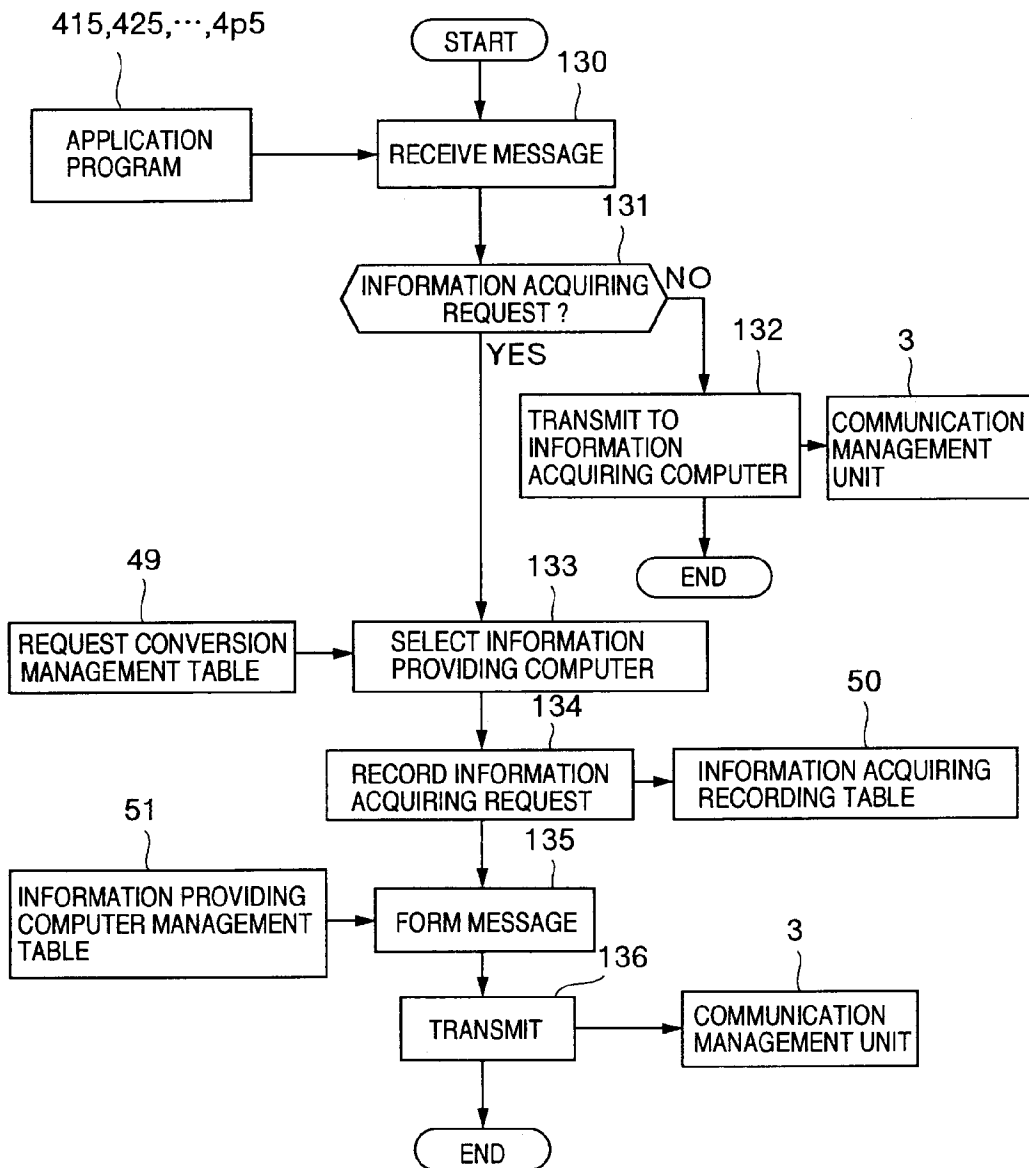 415,425,···,4p5
START
130
APPLICATION
PROGRAM
RECEIVE MESSAGE
131
INFORMATION ACQUIRING
REQUEST ?
NO
YES
132
3
TRANSMIT TO
INFORMATION
ACQUIRING COMPUTER
COMMUNICATION
MANAGEMENT
UNIT
END
49
133
REQUEST CONVERSION
MANAGEMENT TABLE
SELECT INFORMATION
PROVIDING COMPUTER
134
50
RECORD INFORMATION
ACQUIRING REQUEST
INFORMATION ACQUIRING
RECORDING TABLE
51
135
INFORMATION PROVIDING
COMPUTER MANAGEMENT
TABLE
FORM MESSAGE
136
3
TRANSMIT
COMMUNICATION
MANAGEMENT UNIT
END